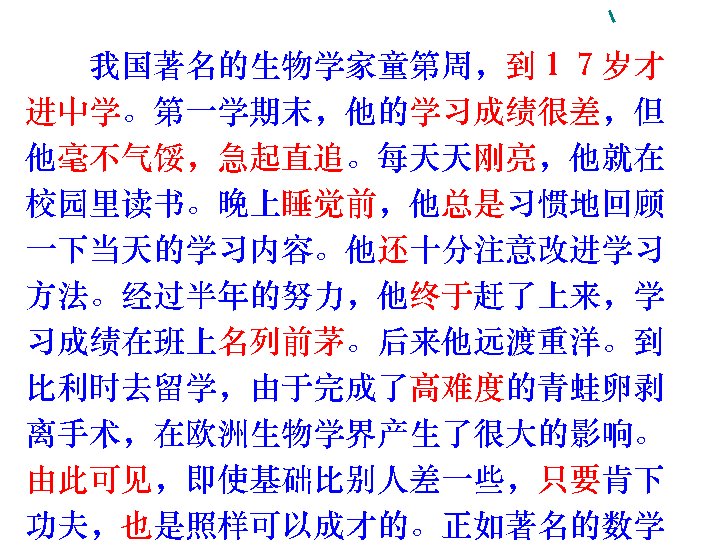 我国著名的生物学家童第周，到１７岁才
进中学。第一学期末，他的学习成绩很差，但
他毫不气馁，急起直追。每天天刚亮，他就在
校园里读书。晚上睡觉前，他总是习惯地回顾
一下当天的学习内容。他还十分注意改进学习
方法。经过半年的努力，他终于赶了上来，学
习成绩在班上名列前茅。后来他远渡重洋。到
比利时去留学，由于完成了高难度的青蛙卵剥
离手术，在欧洲生物学界产生了很大的影响。
由此可见，即使基础比别人差一些，只要肯下
功夫，也是照样可以成才的。正如著名的数学